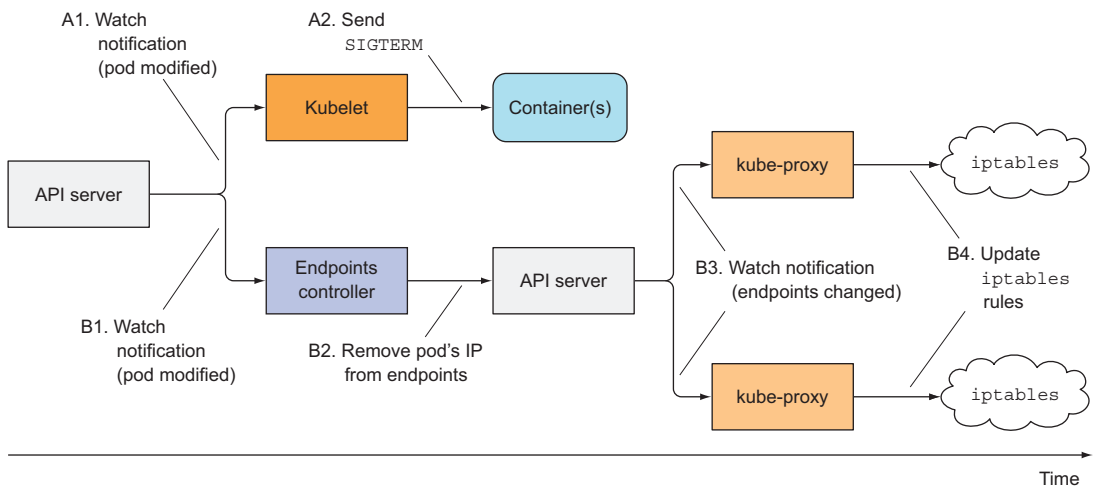 A1. Watch
notification
(pod modified)
A2. Send
SIGTERM
Kubelet
Container(s)
API server
kube-proxy
iptables
Endpoints
controller
API server
B3. Watch notification
(endpoints changed)
B4. Update
iptables
rules
B1. Watch
notification
(pod modified)
B2. Remove pod's IP
from endpoints
kube-proxy
iptables
Time